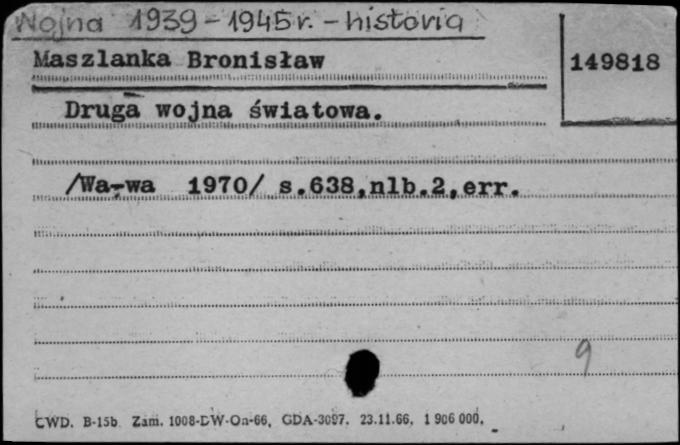 Wojna 1939-1945r. - historia
Maszlanka Bronisław
149818
Druga wojna światowa.
/Wa-wa 1970/ s.638,nlb.2,err.
9
CWD. B-15b Zam. 1008-DW-On-66, GDA-3097. 23.11.66. 1 906 000.